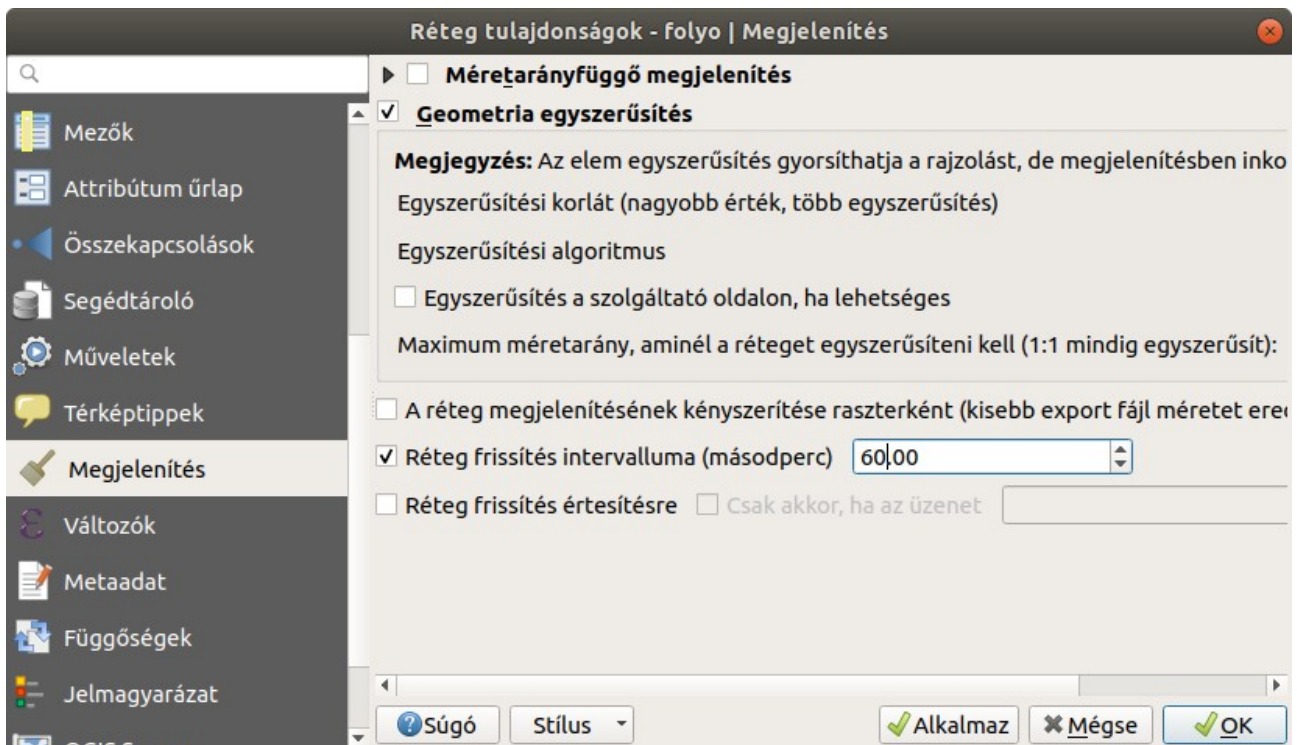 Réteg tulajdonságok - folyo | Megjelenítés
Mezők
Attribútum űrlap
Összekapcsolások
Segédtároló
Műveletek
Térképtippek
Megjelenítés
Változók
Metaadat
Függőségek
Jelmagyarázat
Méretarányfüggő megjelenítés
Geometria egyszerűsítés
Megjegyzés: Az elem egyszerűsítés gyorsíthatja a rajzolást, de megjelenítésben inko
Egyszerűsítési korlát (nagyobb érték, több egyszerűsítés)
Egyszerűsítési algoritmus
Egyszerűsítés a szolgáltató oldalon, ha lehetséges
Maximum méretarány, aminél a réteget egyszerűsíteni kell (1:1 mindig egyszerűsít):
A réteg megjelenítésének kényszerítése raszterként (kisebb export fájl méretet ered
Réteg frissítés intervalluma (másodperc) 60.00
Réteg frissítés értesítésre Csak akkor, ha az üzenet
Súgó Stílus Alkalmaz Mégse OK